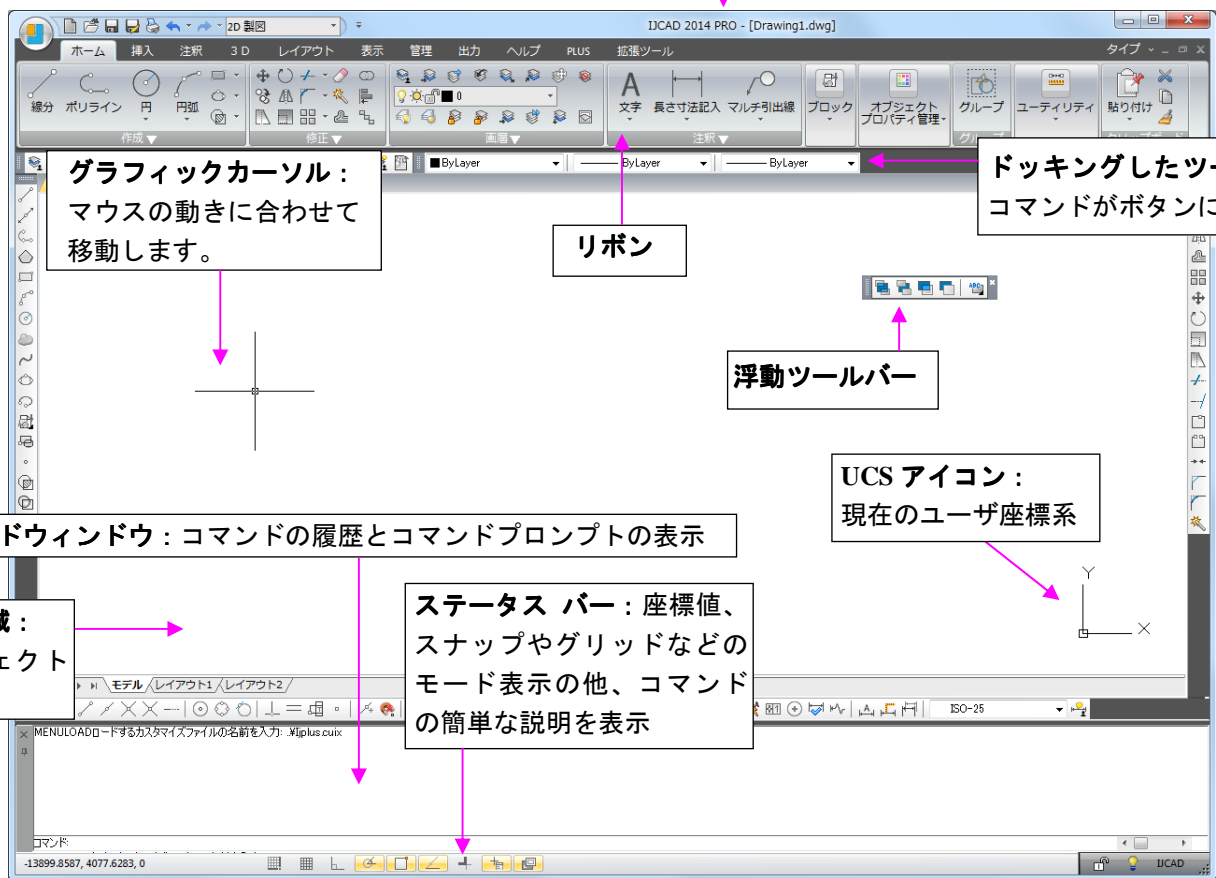 2D 製図
IJCAD 2014 PRO - [Drawing1.dwg]
ホーム 挿入 注釈 3D レイアウト 表示 管理 出力 ヘルプ PLUS 拡張ツール
タイプ
線分 ポリライン 円 円弧
0
文字 長さ寸法記入 マルチ引出線
ブロック
オブジェクト
プロパティ管理
グループ
ユーティリティ
貼り付け
作成▼ 修正▼ 画層▼ 注釈▼
ByLayer ByLayer ByLayer
グラフィックカーソル：
マウスの動きに合わせて
移動します。
リボン
ドッキングしたツー
コマンドがボタンに
浮動ツールバー
UCS アイコン：
現在のユーザ座標系
Y
X
ドウィンドウ：コマンドの履歴とコマンドプロンプトの表示
域：
ェクト
ステータス バー：座標値、
スナップやグリッドなどの
モード表示の他、コマンド
の簡単な説明を表示
モデル レイアウト1 レイアウト2
ISO-25
MENULOADロードするカスタマイズファイルの名前を入力: .¥Ijplus.cuix
コマンド:
-13899.8587, 4077.6283, 0
IJCAD